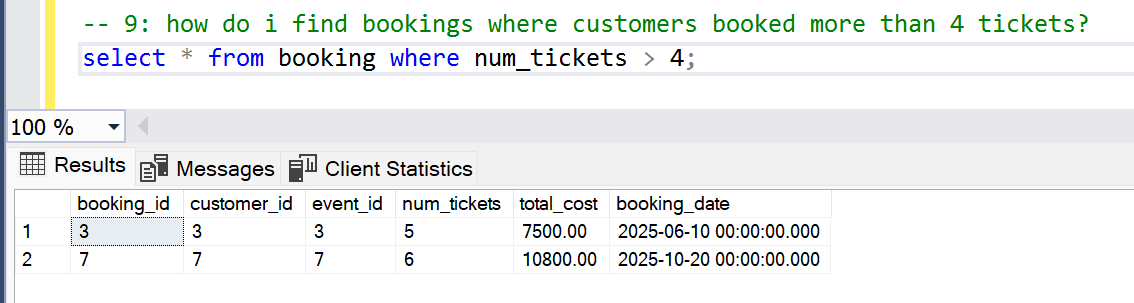 -- 9: how do i find bookings where customers booked more than 4 tickets?
select * from booking where num_tickets > 4;
100 %
Results Messages Client Statistics
booking_id customer_id event_id num_tickets total_cost booking_date
1 3 3 3 5 7500.00 2025-06-10 00:00:00.000
2 7 7 7 6 10800.00 2025-10-20 00:00:00.000